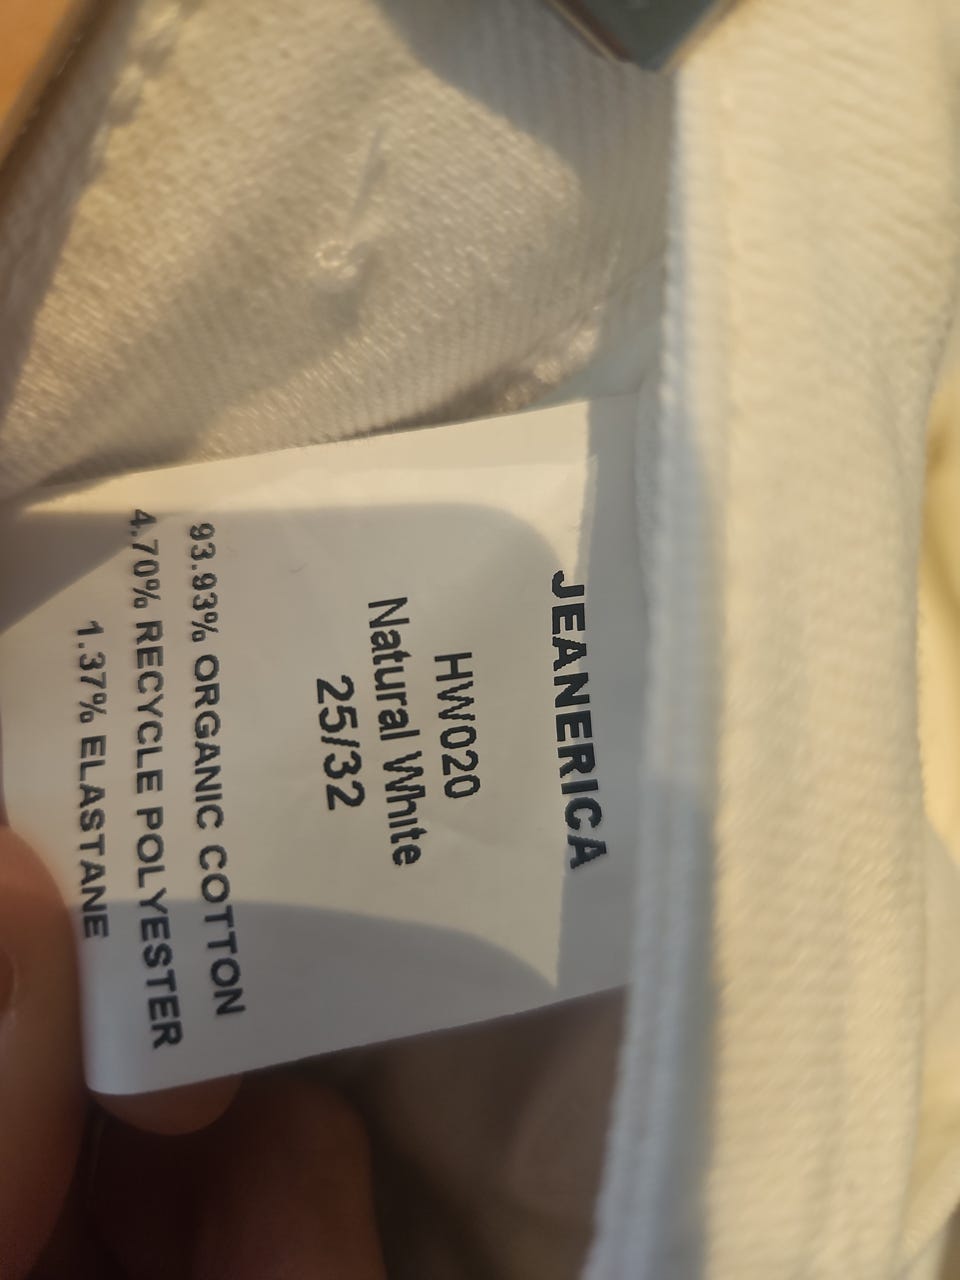 JEANERICA
HW020
Natural White
25/32
93.93% ORGANIC COTTON
4.70% RECYCLE POLYESTER
1.37% ELASTANE